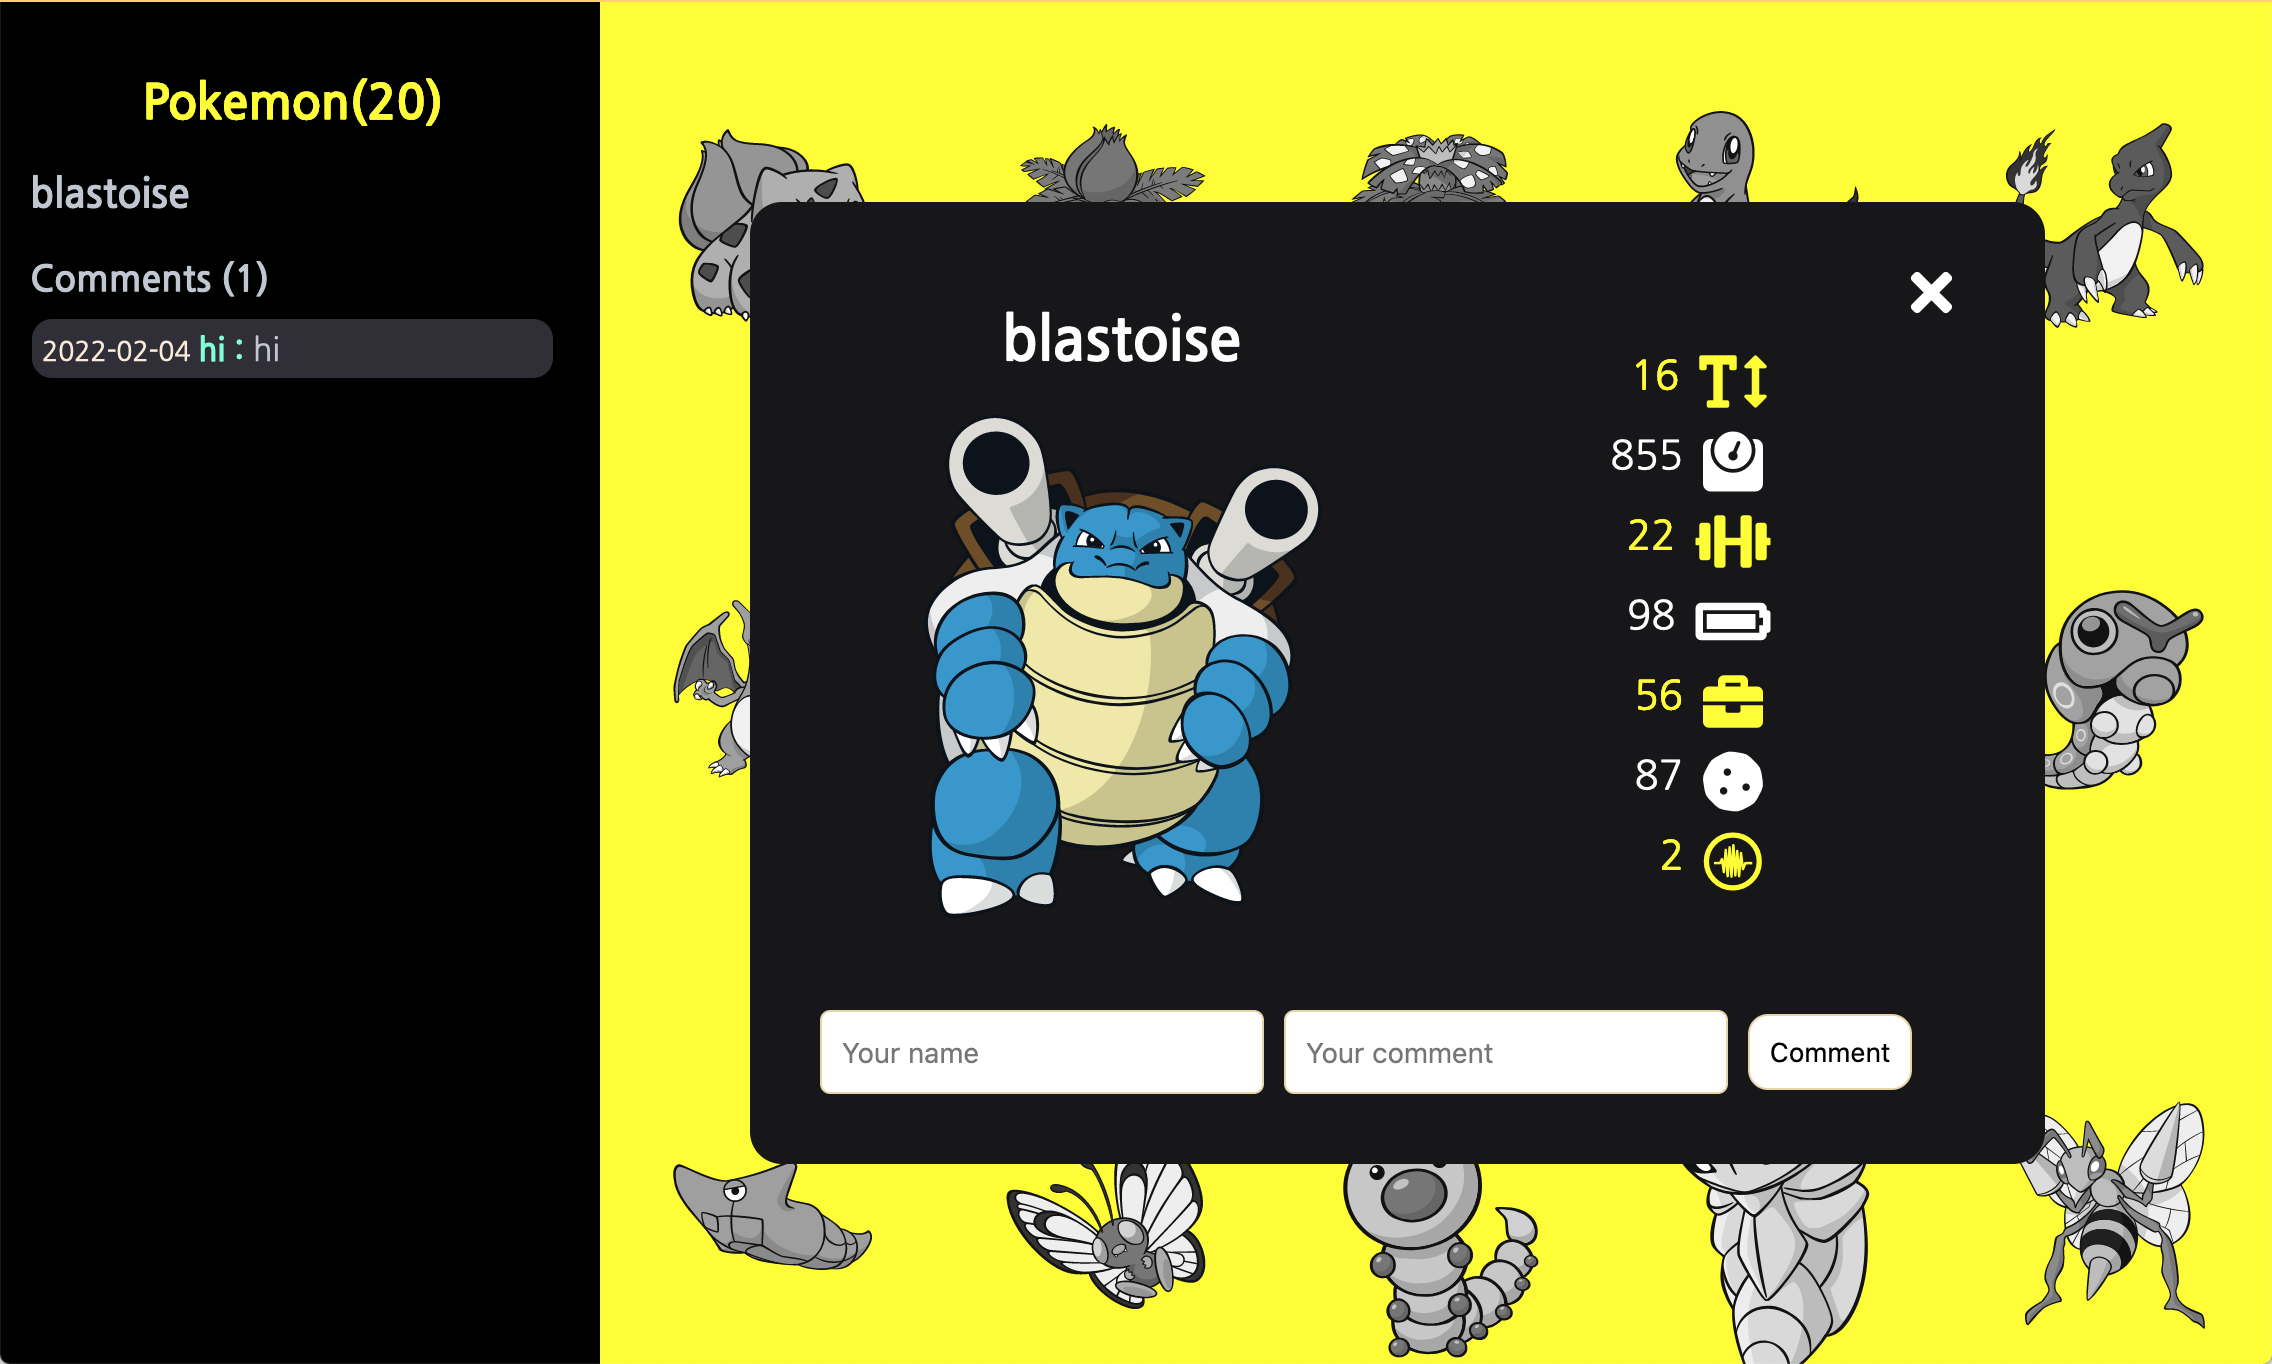 Pokemon(20)
blastoise
Comments (1)
2022-02-04 hi : hi
blastoise
16
855
22
98
56
87
2
Your name
Your comment
Comment